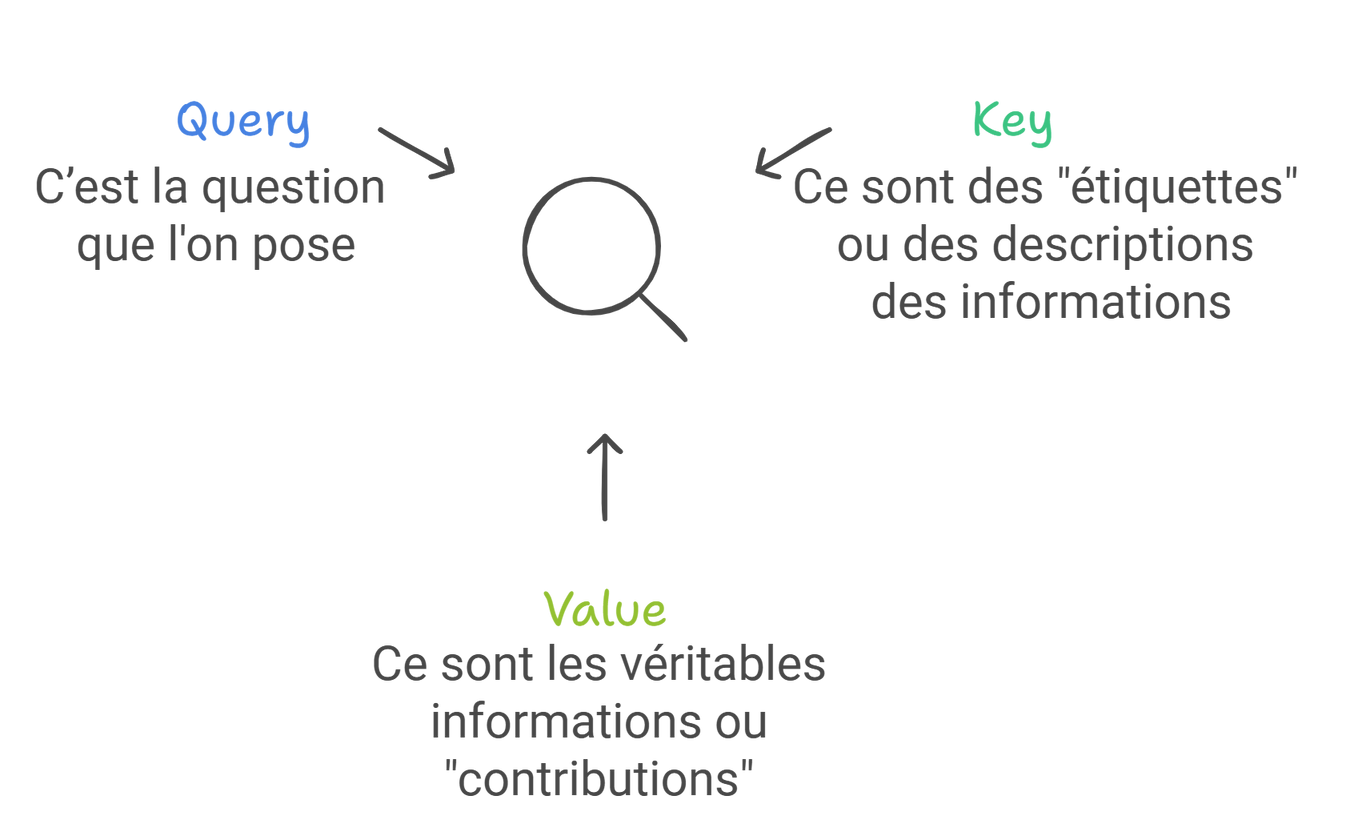 Query
C’est la question
que l'on pose
Key
Ce sont des "étiquettes"
ou des descriptions
des informations
Value
Ce sont les véritables
informations ou
"contributions"